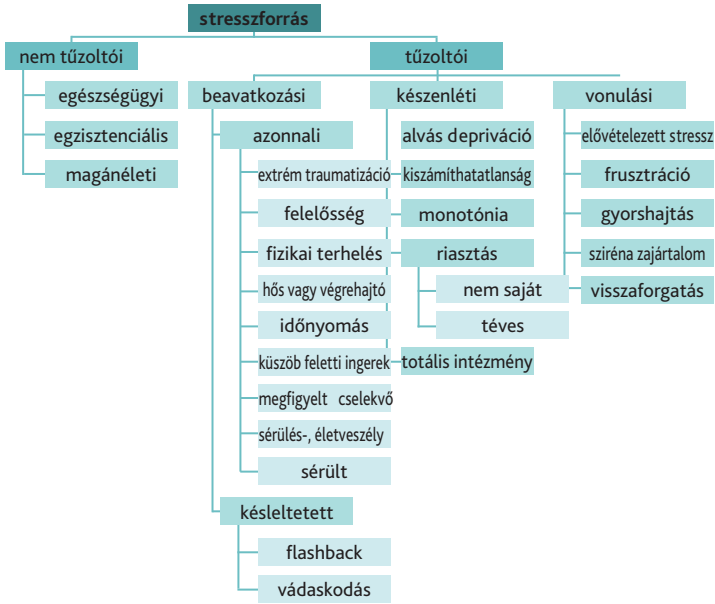 stresszforrás
nem tűzoltói
egészségügyi
egzisztenciális
magánéleti
tűzoltói
beavatkozási
azonnali
extrém traumatizáció
felelősség
fizikai terhelés
hős vagy végrehajtó
időnyomás
küszöb feletti ingerek
megfigyelt cselekvő
sérülés-, életveszély
sérült
késleltetett
flashback
vádaskodás
készenléti
alvás depriváció
kiszámíthatatlanság
monotónia
riasztás
nem saját
téves
totális intézmény
vonulási
elővételezett stressz
frusztráció
gyorshajtás
sziréna zajártalom
visszaforgatás